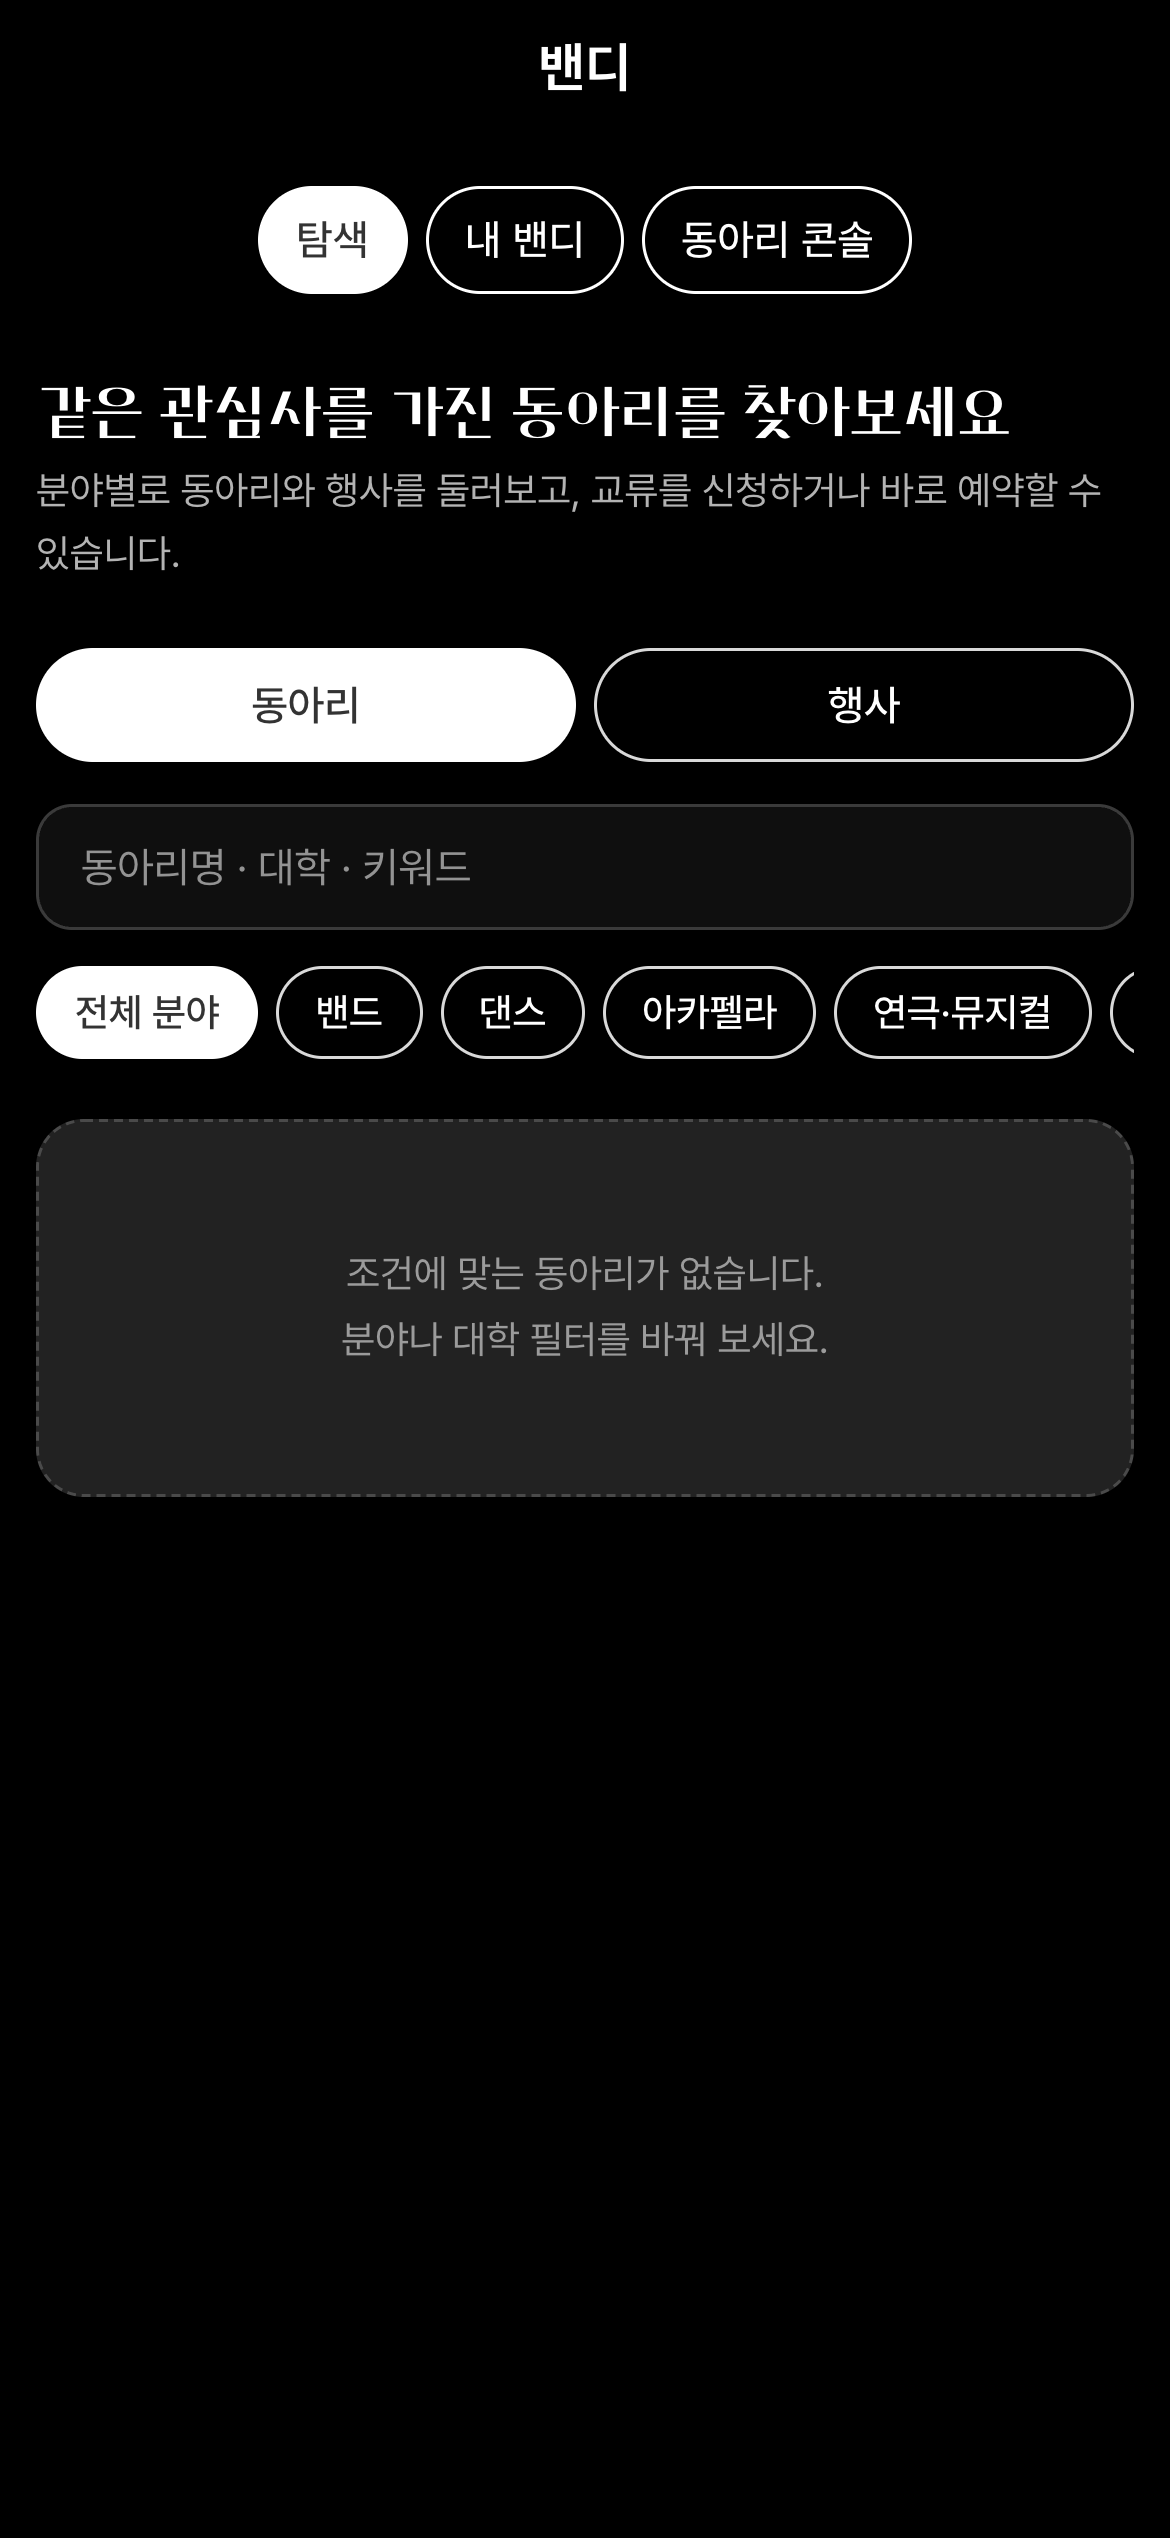 밴디
탐색 내 밴디 동아리 콘솔
같은 관심사를 가진 동아리를 찾아보세요
분야별로 동아리와 행사를 둘러보고, 교류를 신청하거나 바로 예약할 수
있습니다.
동아리 행사
동아리명 · 대학 · 키워드
전체 분야 밴드 댄스 아카펠라 연극·뮤지컬
조건에 맞는 동아리가 없습니다.
분야나 대학 필터를 바꿔 보세요.